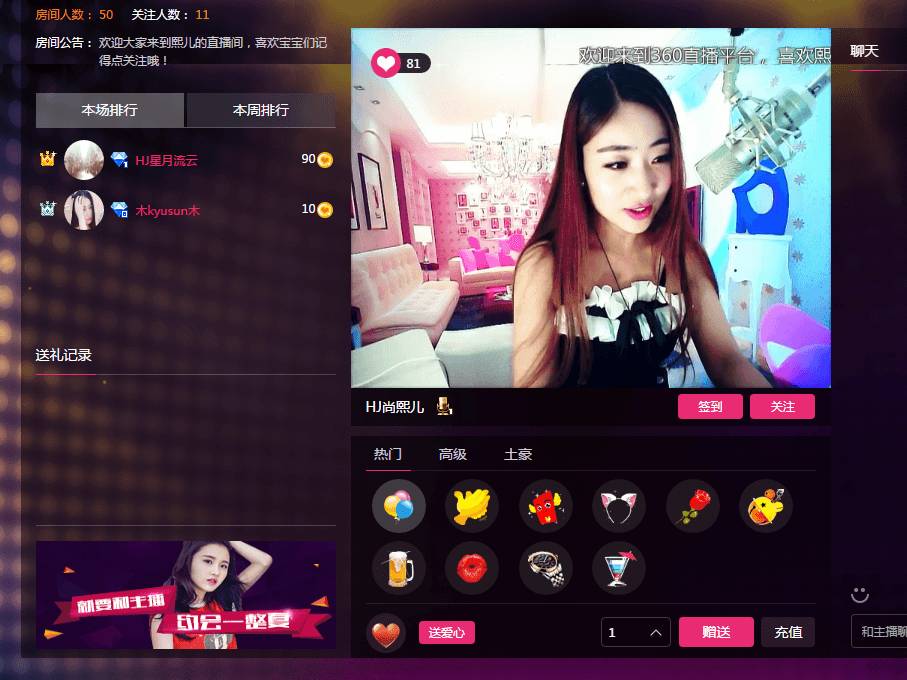 房间人数： 50 关注人数： 11
房间公告： 欢迎大家来到熙儿的直播间，喜欢宝宝们记
得点关注哦！
本场排行 本周排行
HJ星月流云 90
木kyusun木 10
送礼记录
就要和主播
约会一整夏
81
欢迎来到360直播平台， 喜欢熙
HJ尚熙儿 签到 关注
热门 高级 土豪
送爱心 1 赠送 充值
聊天
和主播聊